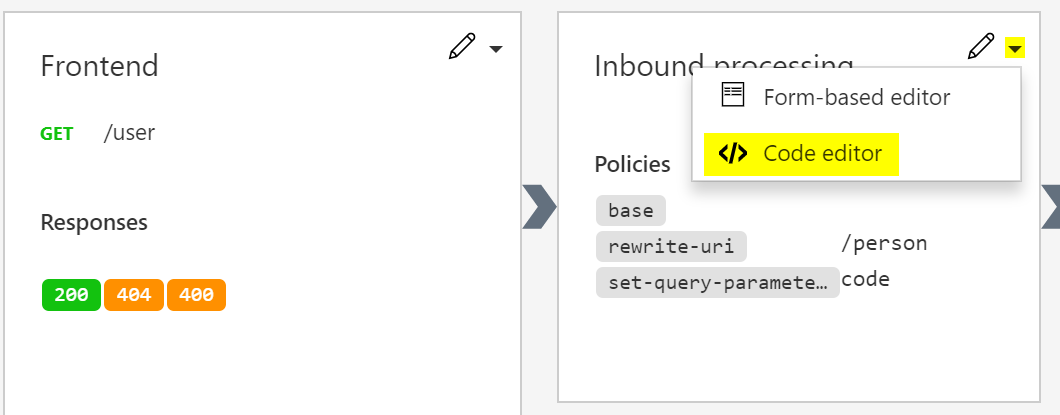 Frontend
GET /user
Responses
200 404 400
Inbound processing
Form-based editor
Code editor
Policies
base
rewrite-uri /person
set-query-paramete… code